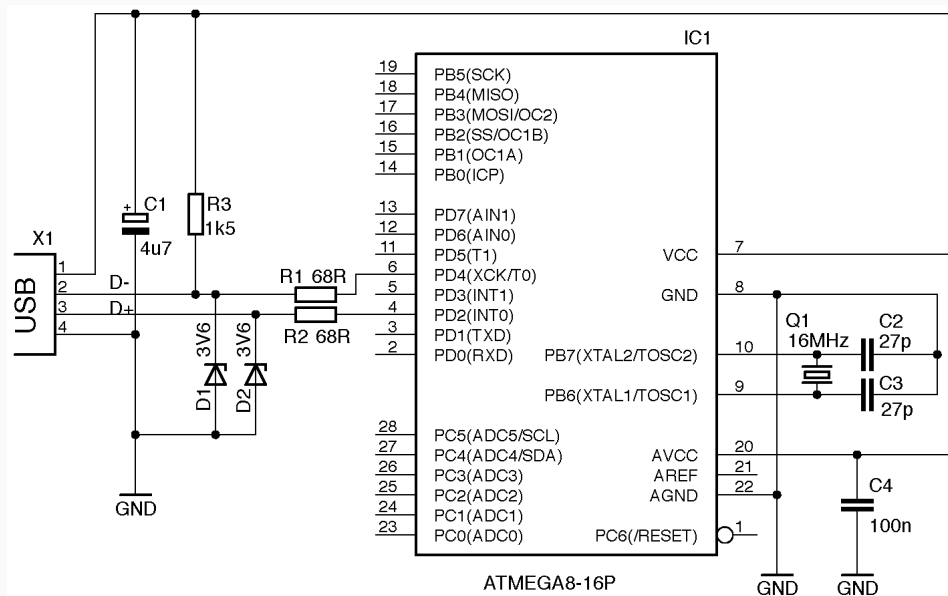 IC1
19 PB5(SCK)
18 PB4(MISO)
17 PB3(MOSI/OC2)
16 PB2(SS/OC1B)
15 PB1(OC1A)
14 PB0(ICP)
13 PD7(AIN1)
12 PD6(AIN0)
11 PD5(T1)
6 PD4(XCK/T0)
5 PD3(INT1)
4 PD2(INT0)
3 PD1(TXD)
2 PD0(RXD)
28 PC5(ADC5/SCL)
27 PC4(ADC4/SDA)
26 PC3(ADC3)
25 PC2(ADC2)
24 PC1(ADC1)
23 PC0(ADC0)
VCC 7
GND 8
PB7(XTAL2/TOSC2) 10
PB6(XTAL1/TOSC1) 9
AVCC 20
AREF 21
AGND 22
PC6(/RESET) 1
ATMEGA8-16P
X1
USB
1
2
3
4
D-
D+
+
C1
4u7
R3
1k5
R1 68R
R2 68R
D1
3V6
D2
3V6
GND
Q1
16MHz
C2
27p
C3
27p
C4
100n
GND
GND